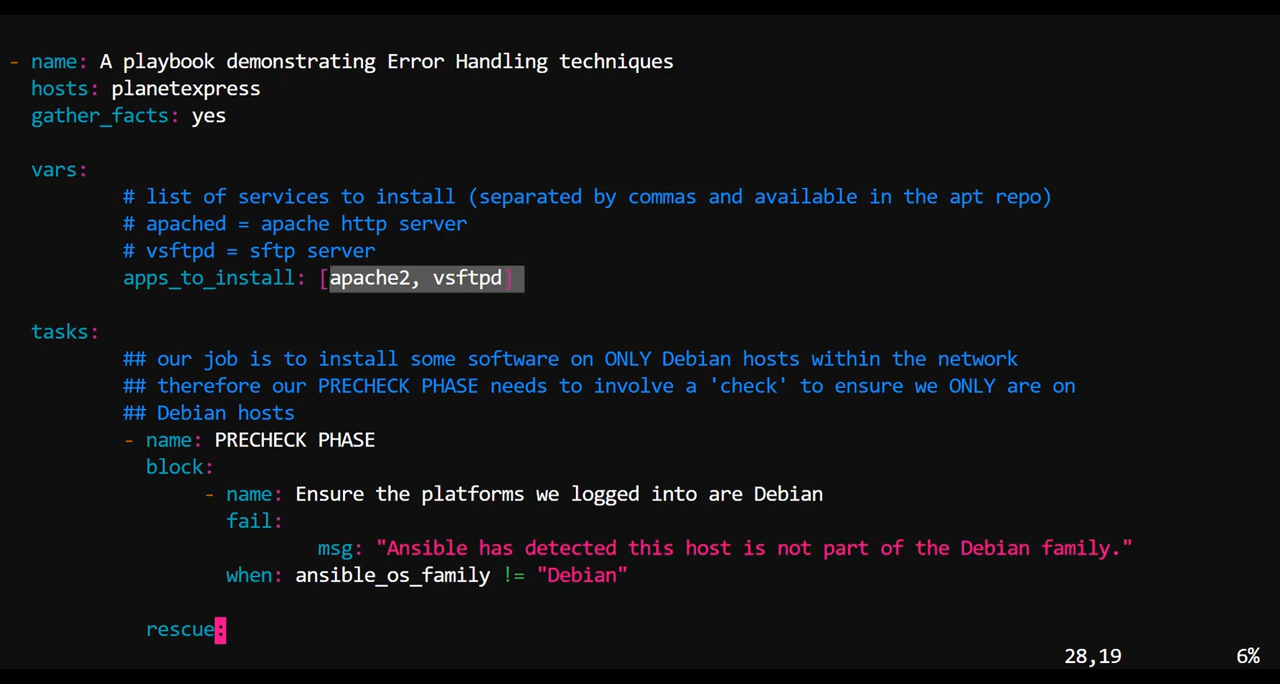 - name: A playbook demonstrating Error Handling techniques
hosts: planetexpress
gather_facts: yes
vars:
# list of services to install (separated by commas and available in the apt repo)
# apached = apache http server
# vsftpd = sftp server
apps_to_install: [apache2, vsftpd]
tasks:
## our job is to install some software on ONLY Debian hosts within the network
## therefore our PRECHECK PHASE needs to involve a 'check' to ensure we ONLY are on
## Debian hosts
- name: PRECHECK PHASE
block:
- name: Ensure the platforms we logged into are Debian
fail:
msg: "Ansible has detected this host is not part of the Debian family."
when: ansible_os_family != "Debian"
rescue:
28,19 6%